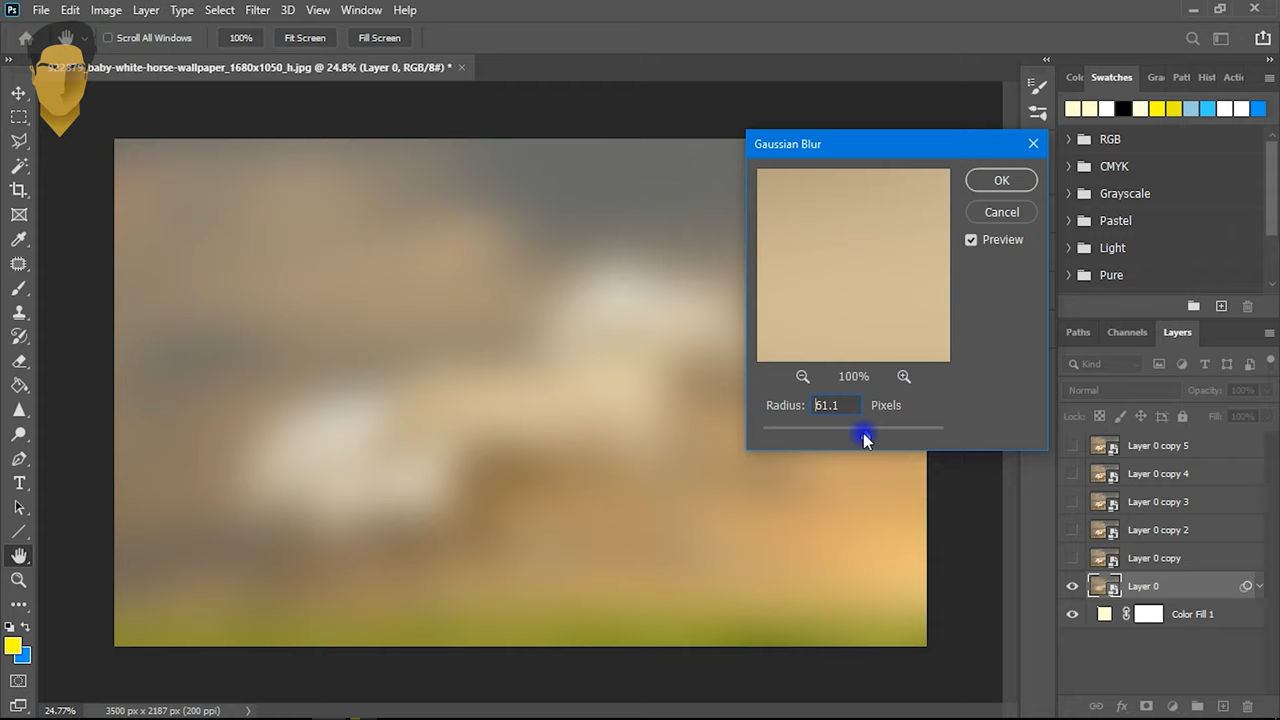 Ps File Edit Image Layer Type Select Filter 3D View Window Help
Scroll All Windows 100% Fit Screen Fill Screen
baby-white-horse-wallpaper_1680x1050_h.jpg @ 24.8% (Layer 0, RGB/8#) *
Swatches Patl Hist Actic
Gaussian Blur
OK
Cancel
Preview
100%
Radius: 61.1 Pixels
RGB
CMYK
Grayscale
Pastel
Light
Pure
Paths Channels Layers
Kind
Normal Opacity: 100%
Lock: Fill: 100%
Layer 0 copy 5
Layer 0 copy 4
Layer 0 copy 3
Layer 0 copy 2
Layer 0 copy
Layer 0
Color Fill 1
fx
24.77% 3500 px x 2187 px (200 ppi)